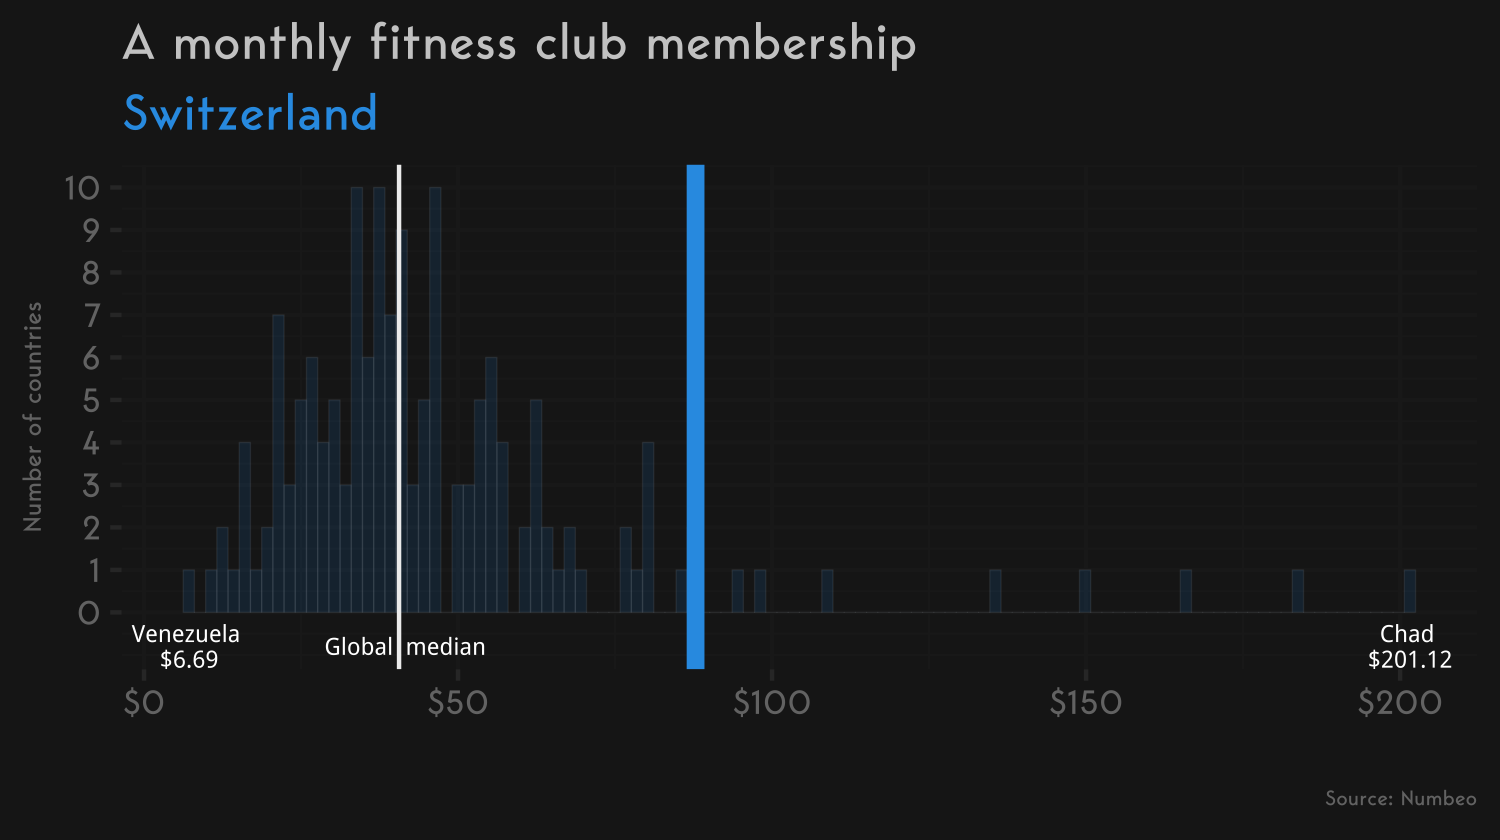 A monthly fitness club membership
Switzerland
Number of countries
10
9
8
7
6
5
4
3
2
1
0
Venezuela
$6.69
Global median
Chad
$201.12
$0 $50 $100 $150 $200
Source: Numbeo